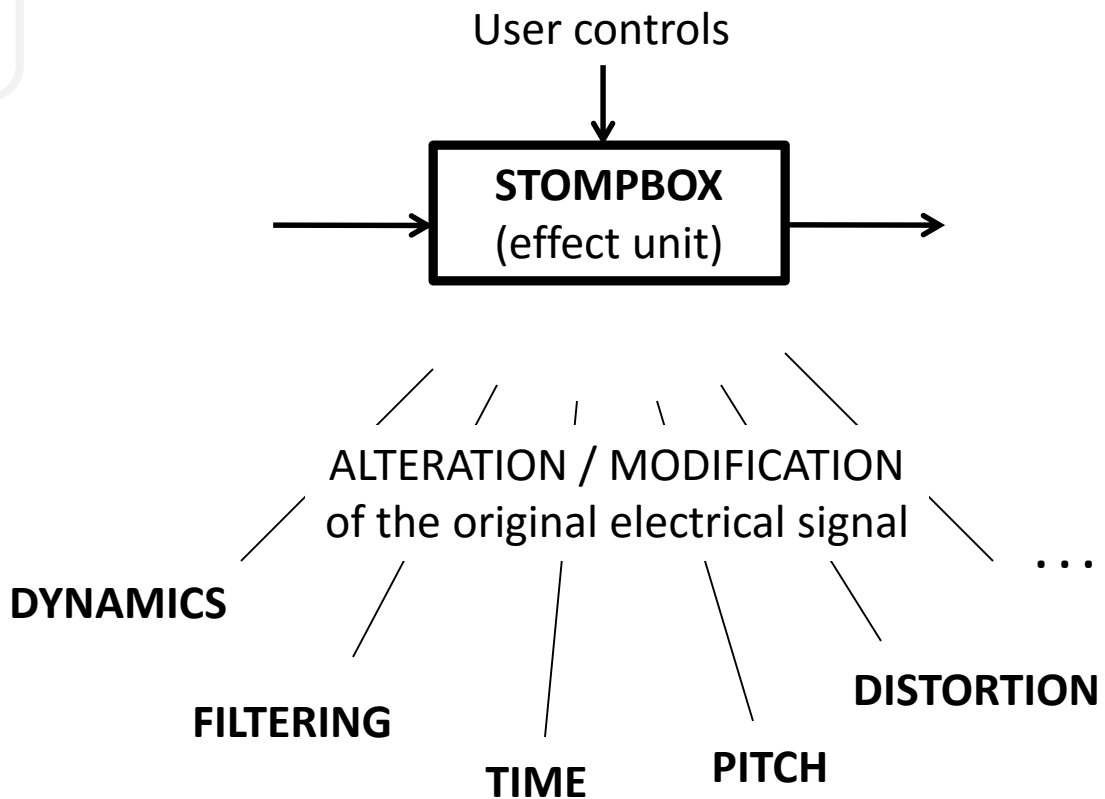 User controls
STOMPBOX
(effect unit)
ALTERATION / MODIFICATION
of the original electrical signal
...
DYNAMICS
FILTERING
TIME
PITCH
DISTORTION